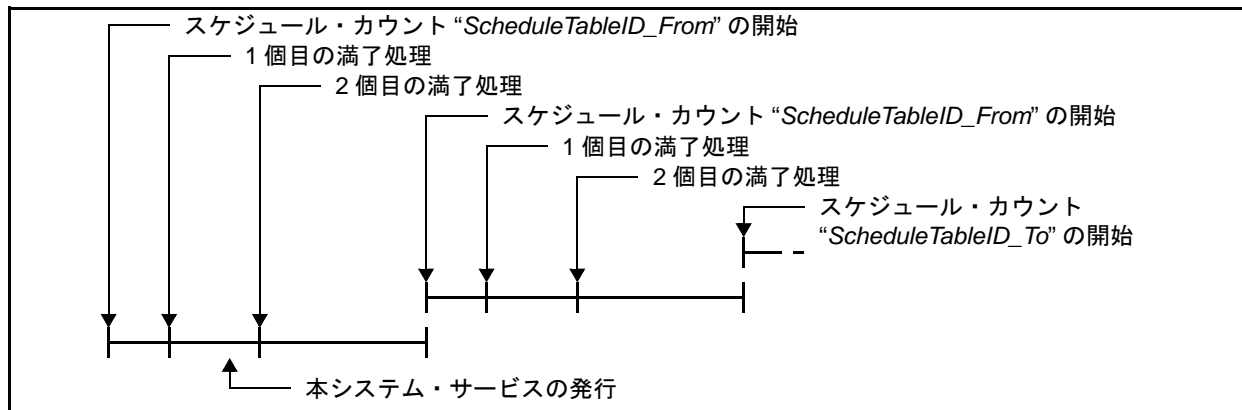 スケジュール・カウント “ScheduleTableID_From” の開始
1 個目の満了処理
2 個目の満了処理
スケジュール・カウント “ScheduleTableID_From” の開始
1 個目の満了処理
2 個目の満了処理
スケジュール・カウント
“ScheduleTableID_To” の開始
本システム・サービスの発行